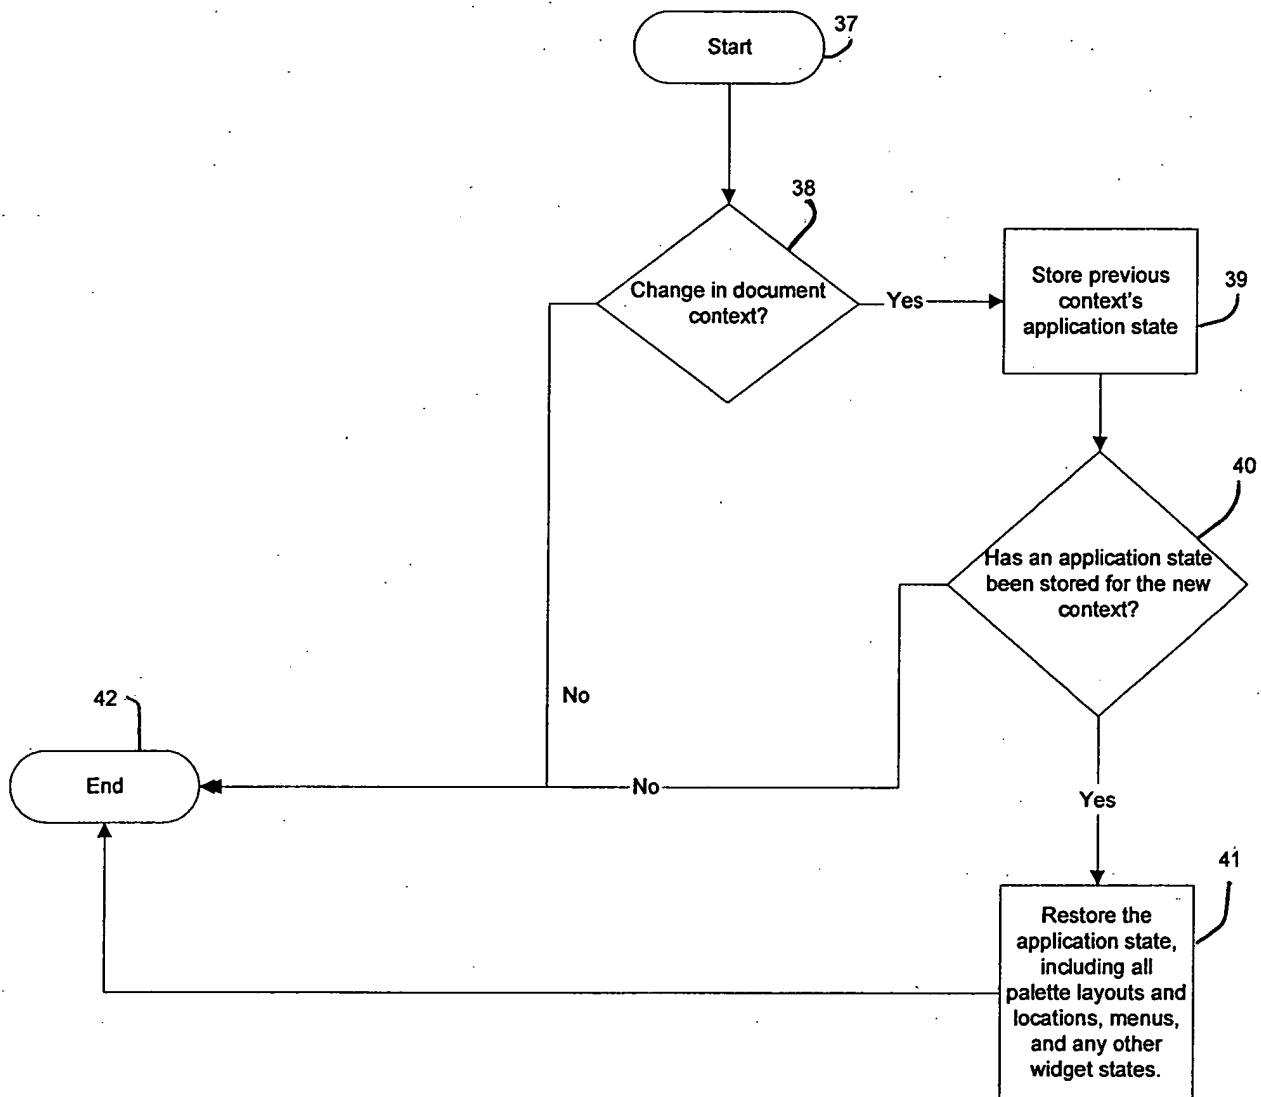 37
Start
38
Change in document
context?
Yes
Store previous
context's
application state
39
40
Has an application state
been stored for the new
context?
No
42
End
No
Yes
41
Restore the
application state,
including all
palette layouts and
locations, menus,
and any other
widget states.